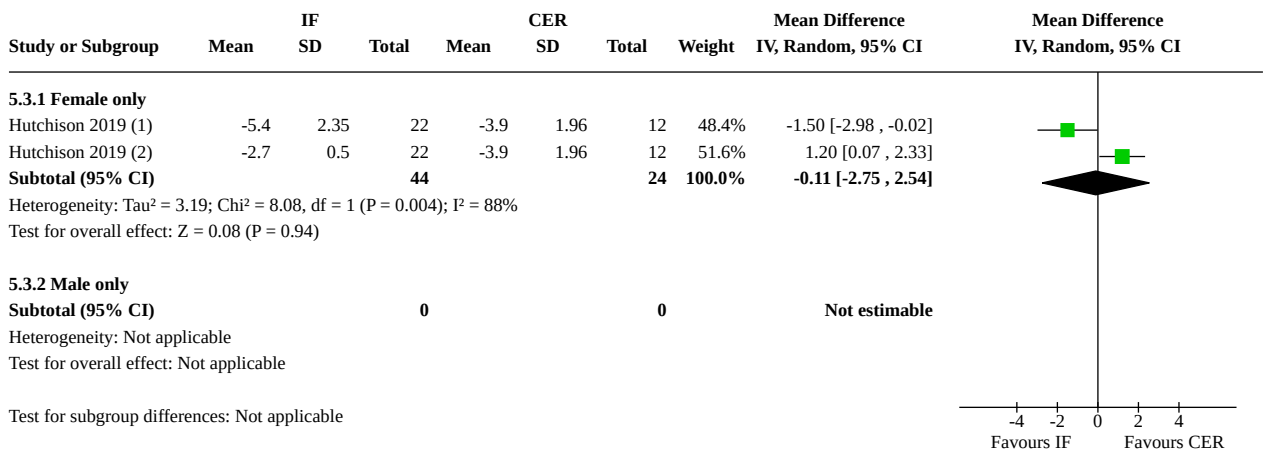 IF CER Mean Difference Mean Difference
Study or Subgroup Mean SD Total Mean SD Total Weight IV, Random, 95% CI IV, Random, 95% CI
5.3.1 Female only
Hutchison 2019 (1) -5.4 2.35 22 -3.9 1.96 12 48.4% -1.50 [-2.98 , -0.02]
Hutchison 2019 (2) -2.7 0.5 22 -3.9 1.96 12 51.6% 1.20 [0.07 , 2.33]
Subtotal (95% CI) 44 24 100.0% -0.11 [-2.75 , 2.54]
Heterogeneity: Tau² = 3.19; Chi² = 8.08, df = 1 (P = 0.004); I² = 88%
Test for overall effect: Z = 0.08 (P = 0.94)
5.3.2 Male only
Subtotal (95% CI) 0 0 Not estimable
Heterogeneity: Not applicable
Test for overall effect: Not applicable
Test for subgroup differences: Not applicable
-4 -2 0 2 4
Favours IF Favours CER